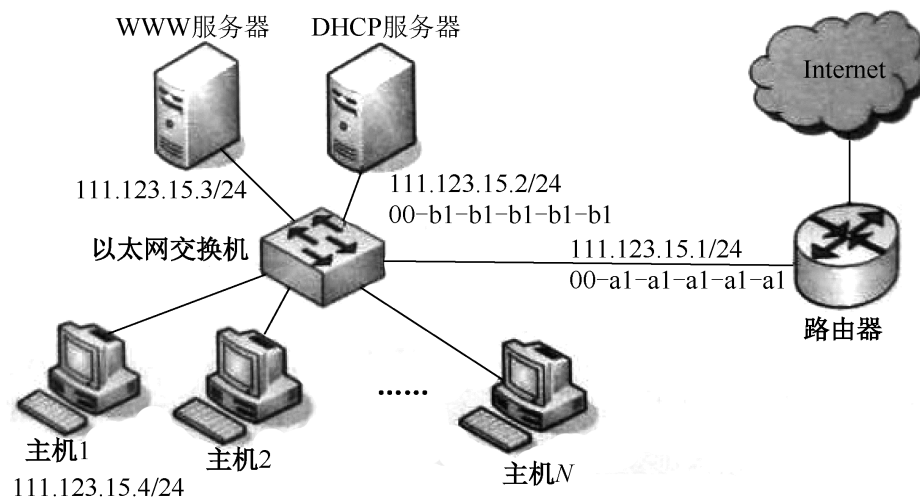 WWW服务器
DHCP服务器
Internet
111.123.15.3/24
111.123.15.2/24
00-b1-b1-b1-b1-b1
以太网交换机
111.123.15.1/24
00-a1-a1-a1-a1-a1
路由器
······
主机1
主机2
主机N
111.123.15.4/24